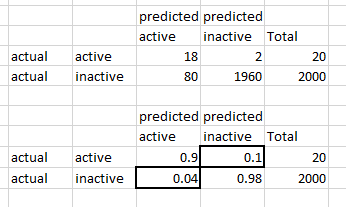 predicted predicted
active inactive Total
actual active 18 2 20
actual inactive 80 1960 2000
predicted predicted
active inactive Total
actual active 0.9 0.1 20
actual inactive 0.04 0.98 2000